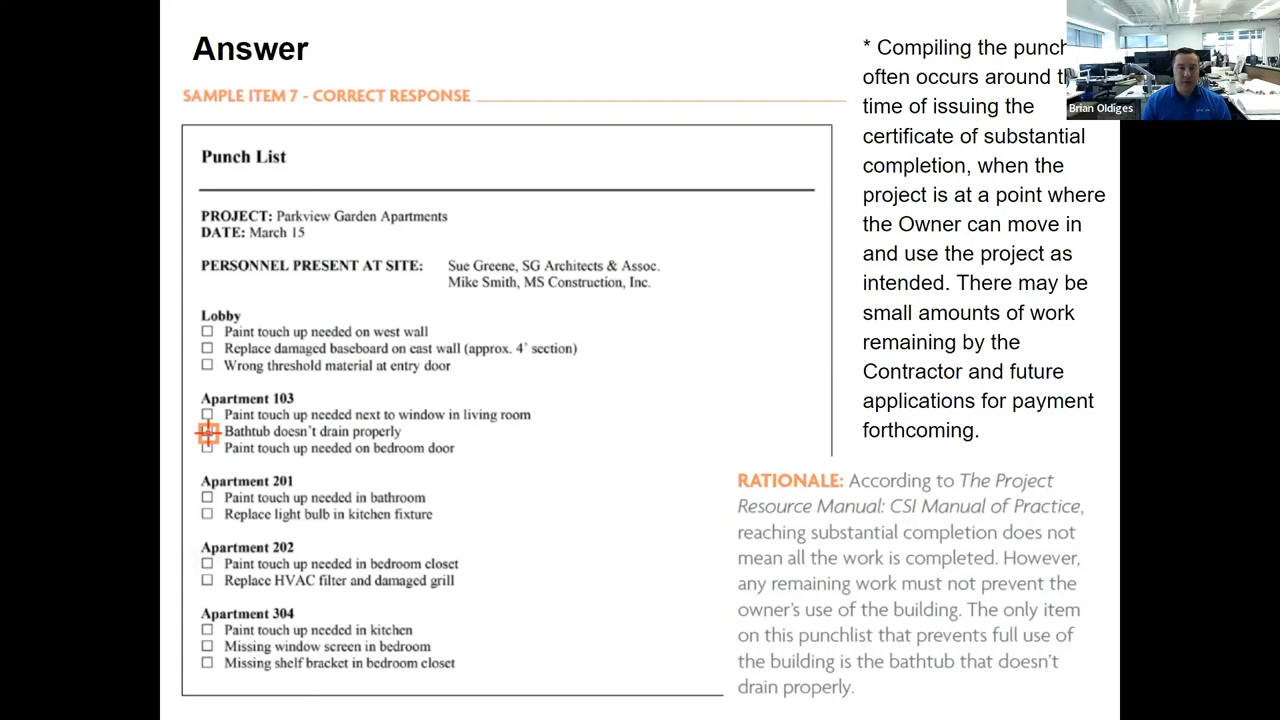 Answer
SAMPLE ITEM 7 - CORRECT RESPONSE
Punch List
PROJECT: Parkview Garden Apartments
DATE: March 15
PERSONNEL PRESENT AT SITE: Sue Greene, SG Architects & Assoc.
Mike Smith, MS Construction, Inc.
Lobby
Paint touch up needed on west wall
Replace damaged baseboard on east wall (approx. 4' section)
Wrong threshold material at entry door
Apartment 103
Paint touch up needed next to window in living room
Bathtub doesn't drain properly
Paint touch up needed on bedroom door
Apartment 201
Paint touch up needed in bathroom
Replace light bulb in kitchen fixture
Apartment 202
Paint touch up needed in bedroom closet
Replace HVAC filter and damaged grill
Apartment 304
Paint touch up needed in kitchen
Missing window screen in bedroom
Missing shelf bracket in bedroom closet
* Compiling the punch
often occurs around
time of issuing the
certificate of substantial
completion, when the
project is at a point where
the Owner can move in
and use the project as
intended. There may be
small amounts of work
remaining by the
Contractor and future
applications for payment
forthcoming.
RATIONALE: According to The Project
Resource Manual: CSI Manual of Practice,
reaching substantial completion does not
mean all the work is completed. However,
any remaining work must not prevent the
owner's use of the building. The only item
on this punchlist that prevents full use of
the building is the bathtub that doesn't
drain properly.
Brian Oldiges